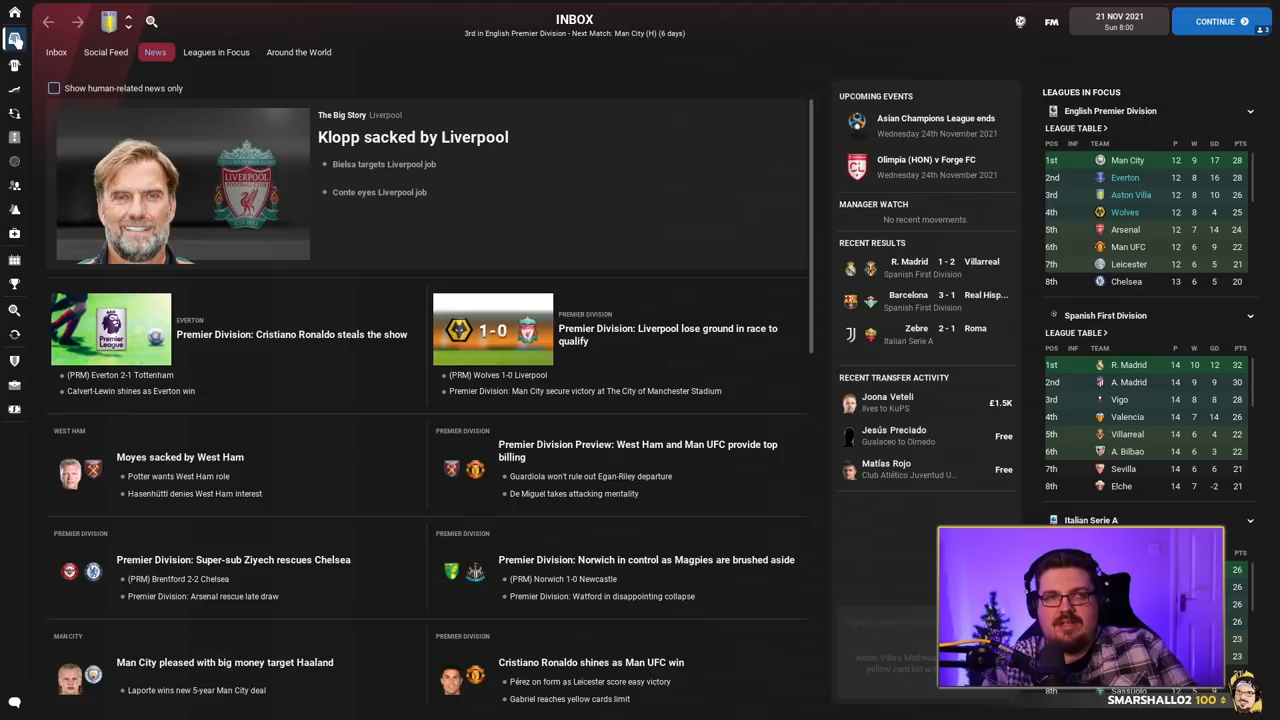 INBOX
3rd in English Premier Division - Next Match: Man City (H) (6 days)
FM
21 NOV 2021
Sun 8:00
CONTINUE
3
Inbox
Social Feed
News
Leagues in Focus
Around the World
Show human-related news only
The Big Story Liverpool
Klopp sacked by Liverpool
Bielsa targets Liverpool job
Conte eyes Liverpool job
EVERTON
Premier Division: Cristiano Ronaldo steals the show
(PRM) Everton 2-1 Tottenham
Calvert-Lewin shines as Everton win
Premier League
1-0
PREMIER DIVISION
Premier Division: Liverpool lose ground in race to
qualify
(PRM) Wolves 1-0 Liverpool
Premier Division: Man City secure victory at The City of Manchester Stadium
WEST HAM
Moyes sacked by West Ham
Potter wants West Ham role
Hasenhüttl denies West Ham interest
PREMIER DIVISION
Premier Division Preview: West Ham and Man UFC provide top
billing
Guardiola won't rule out Egan-Riley departure
De Miguel takes attacking mentality
PREMIER DIVISION
Premier Division: Super-sub Ziyech rescues Chelsea
(PRM) Brentford 2-2 Chelsea
Premier Division: Arsenal rescue late draw
PREMIER DIVISION
Premier Division: Norwich in control as Magpies are brushed aside
(PRM) Norwich 1-0 Newcastle
Premier Division: Watford in disappointing collapse
MAN CITY
Man City pleased with big money target Haaland
Laporte wins new 5-year Man City deal
PREMIER DIVISION
Cristiano Ronaldo shines as Man UFC win
Pérez on form as Leicester score easy victory
Gabriel reaches yellow cards limit
UPCOMING EVENTS
Asian Champions League ends
Wednesday 24th November 2021
Olimpia (HON) v Forge FC
Wednesday 24th November 2021
MANAGER WATCH
No recent movements.
RECENT RESULTS
R. Madrid 1 - 2 Villarreal
Spanish First Division
Barcelona 3 - 1 Real Hisp...
Spanish First Division
Zebre 2 - 1 Roma
Italian Serie A
RECENT TRANSFER ACTIVITY
Joona Veteli
Ilves to KuPS
£1.5K
Jesús Preciado
Gualaceo to Olmedo
Free
Matías Rojo
Club Atlético Juventud U...
Free
LEAGUES IN FOCUS
English Premier Division
LEAGUE TABLE
POS INF TEAM P W GD PTS
1st Man City 12 9 17 28
2nd Everton 12 8 16 28
3rd Aston Villa 12 8 10 26
4th Wolves 12 8 4 25
5th Arsenal 12 7 14 24
6th Man UFC 12 6 9 22
7th Leicester 12 6 5 21
8th Chelsea 13 6 5 20
Spanish First Division
LEAGUE TABLE
POS INF TEAM P W GD PTS
1st R. Madrid 14 10 12 32
2nd A. Madrid 14 9 9 30
3rd Vigo 14 8 8 28
4th Valencia 14 7 14 26
5th Villarreal 14 6 4 22
6th A. Bilbao 14 6 3 22
7th Sevilla 14 6 6 21
8th Elche 14 7 -2 21
Italian Serie A
PTS
26
26
26
26
23
23
8th Sassuolo 12 5 9
SMARSHALL02 100